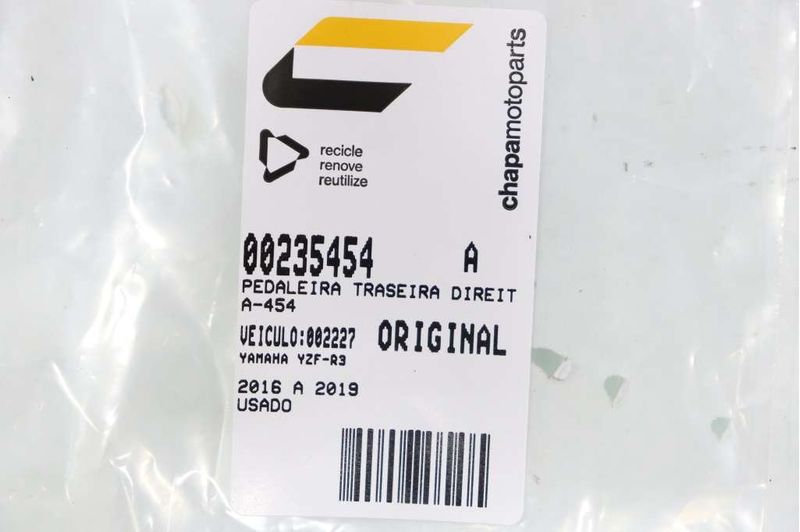 chapamotoparts
recicle
renove
reutilize
00235454 A
PEDALEIRA TRASEIRA DIREIT
A-454
VEICULO:002227 ORIGINAL
YAMAHA YZF-R3
2016 A 2019
USADO